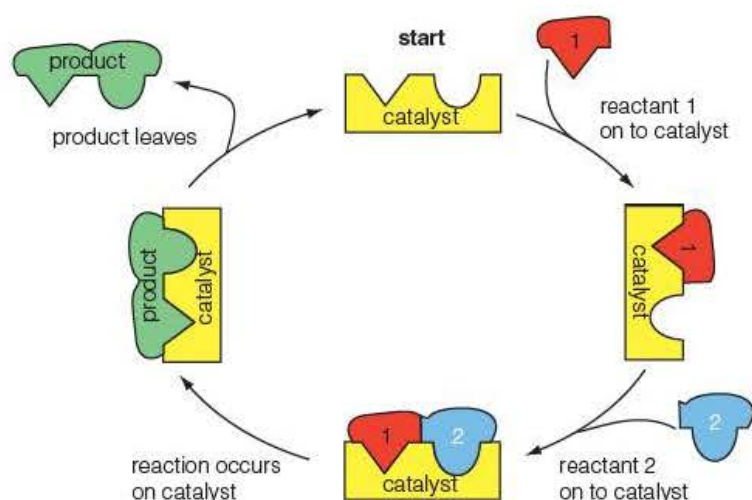 start
1
product
catalyst
product leaves
reactant 1
on to catalyst
1
catalyst
product
catalyst
2
1
2
catalyst
reaction occurs
on catalyst
reactant 2
on to catalyst